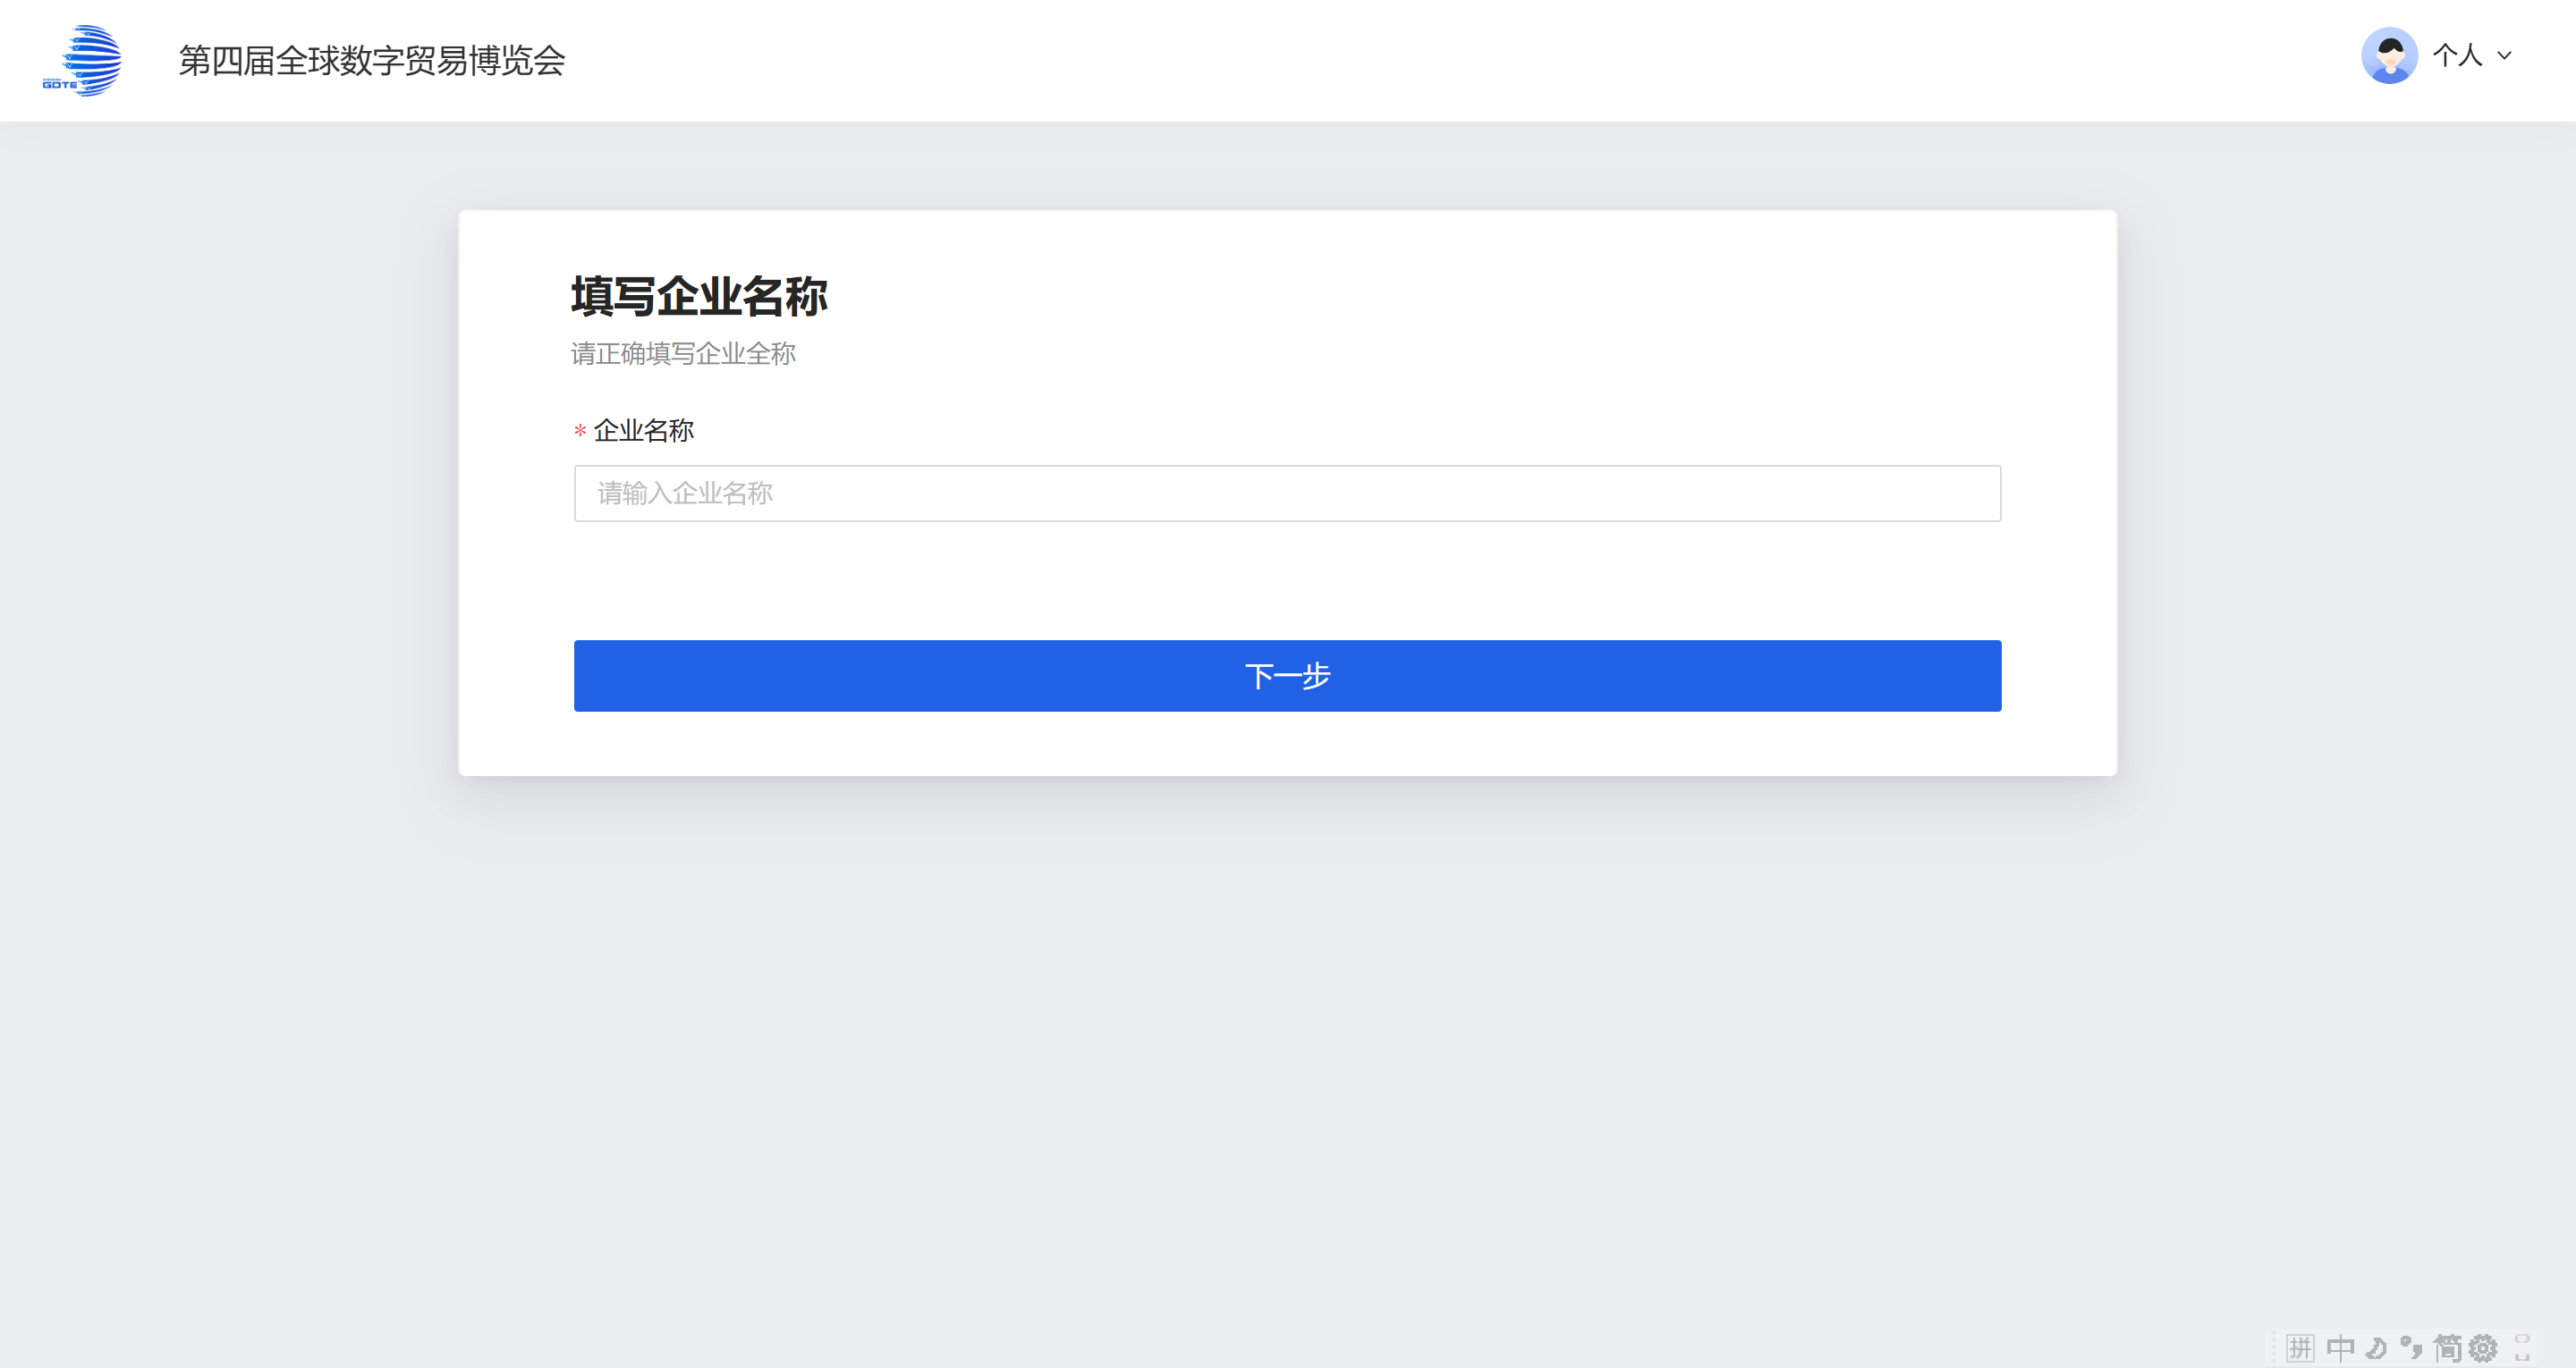 GDTE
第四届全球数字贸易博览会
个人
填写企业名称
请正确填写企业全称
* 企业名称
请输入企业名称
下一步
拼 中 简